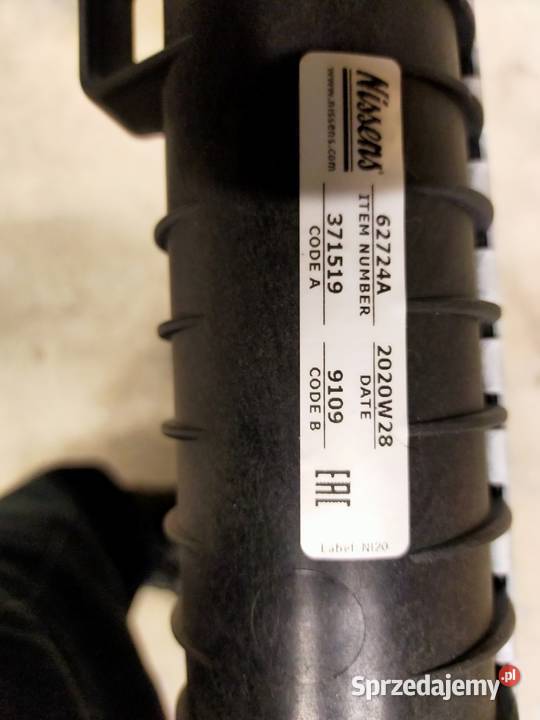 Nissens®
www.nissens.com
62724A
ITEM NUMBER
2020W28
DATE
371519
CODE A
9109
CODE B
EAC
Label: NI20
Sprzedajemy.pl